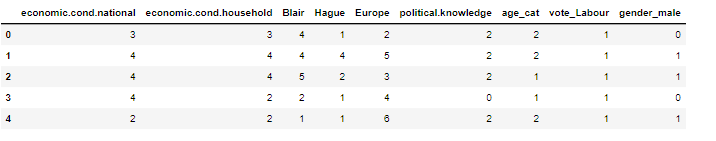 economic.cond.national economic.cond.household Blair Hague Europe political.knowledge age_cat vote_Labour gender_male
0 3 3 4 1 2 2 2 1 0
1 4 4 4 4 5 2 2 1 1
2 4 4 5 2 3 2 1 1 1
3 4 2 2 1 4 0 1 1 0
4 2 2 1 1 6 2 2 1 1